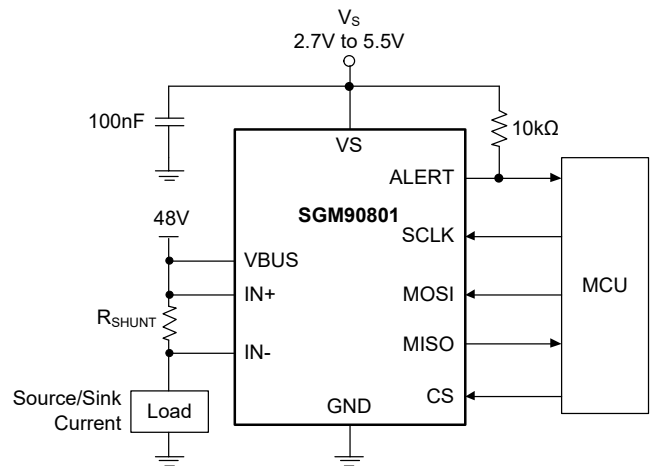 VS
2.7V to 5.5V
100nF
10kΩ
VS
ALERT
SGM90801
SCLK
48V
VBUS
IN+
MOSI
MCU
RSHUNT
IN-
MISO
Source/Sink
Current
Load
CS
GND